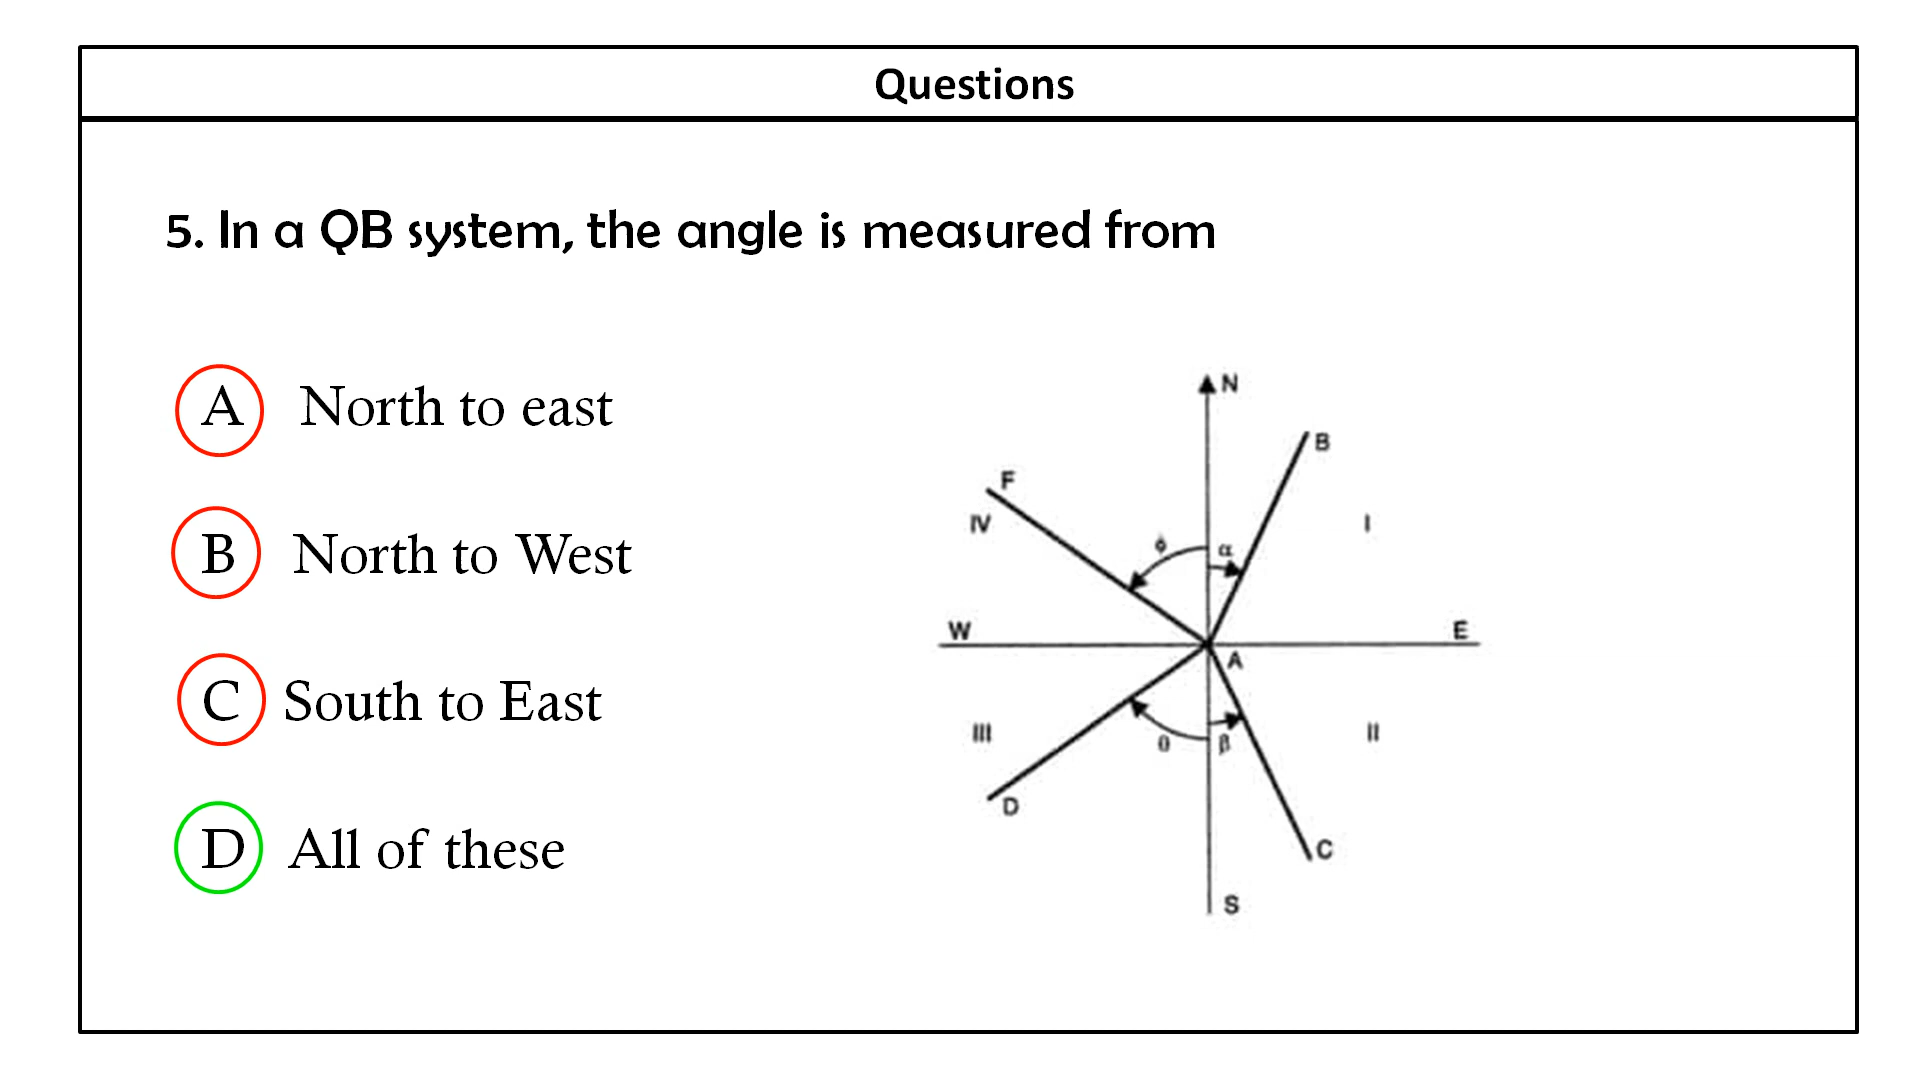 Questions
5. In a QB system, the angle is measured from
A North to east
B North to West
C South to East
D All of these
N
B
F
IV
I
ϕ
α
W
E
A
III
II
θ
β
D
C
S